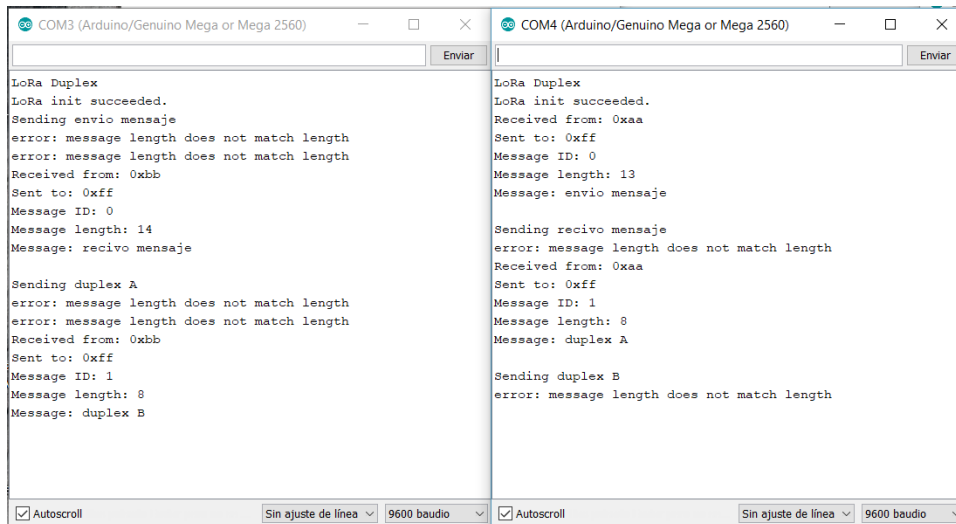 COM3 (Arduino/Genuino Mega or Mega 2560)
Enviar
LoRa Duplex
LoRa init succeeded.
Sending envio mensaje
error: message length does not match length
error: message length does not match length
Received from: 0xbb
Sent to: 0xff
Message ID: 0
Message length: 14
Message: recivo mensaje
Sending duplex A
error: message length does not match length
error: message length does not match length
Received from: 0xbb
Sent to: 0xff
Message ID: 1
Message length: 8
Message: duplex B
Autoscroll
Sin ajuste de línea
9600 baudio
COM4 (Arduino/Genuino Mega or Mega 2560)
Enviar
LoRa Duplex
LoRa init succeeded.
Received from: 0xaa
Sent to: 0xff
Message ID: 0
Message length: 13
Message: envio mensaje
Sending recivo mensaje
error: message length does not match length
Received from: 0xaa
Sent to: 0xff
Message ID: 1
Message length: 8
Message: duplex A
Sending duplex B
error: message length does not match length
Autoscroll
Sin ajuste de línea
9600 baudio